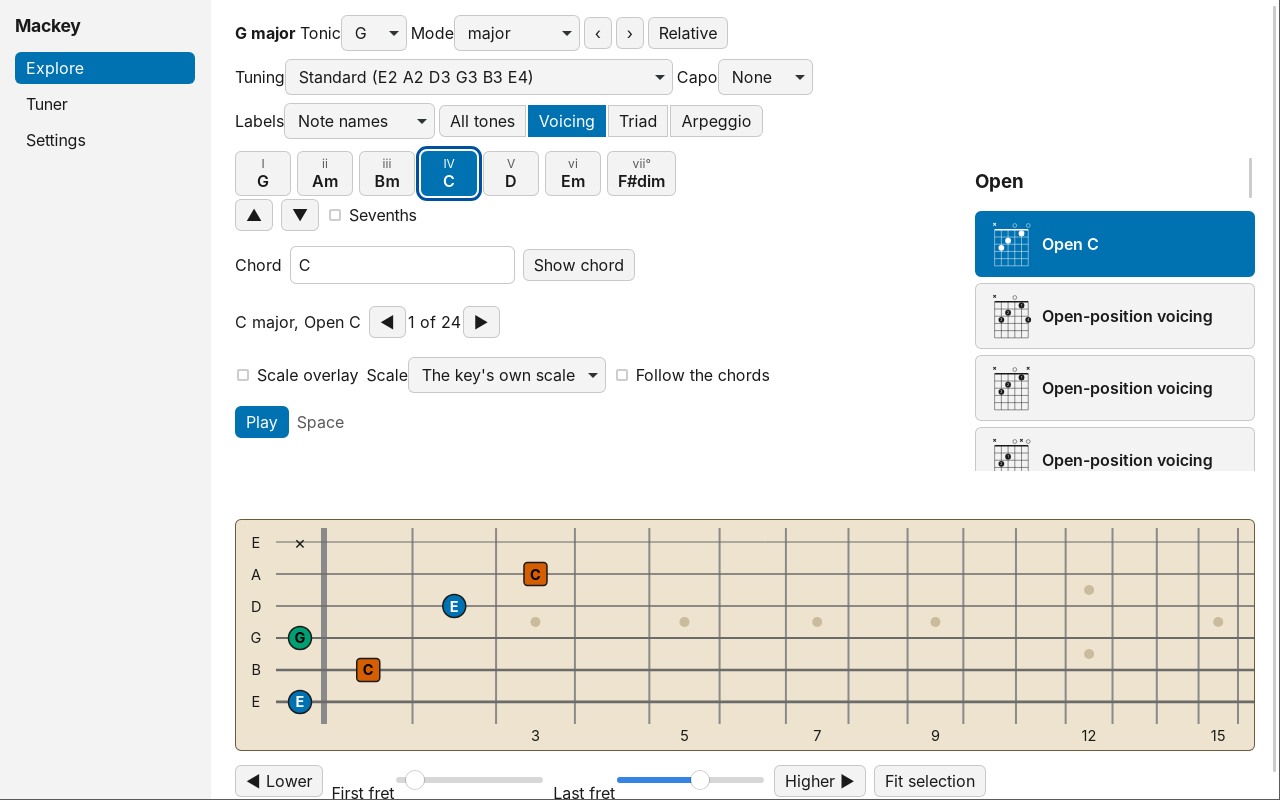 Mackey
Explore
Tuner
Settings
G major Tonic G Mode major ‹ › Relative
Tuning Standard (E2 A2 D3 G3 B3 E4) Capo None
Labels Note names All tones Voicing Triad Arpeggio
I ii iii IV V vi vii°
G Am Bm C D Em F#dim
▲ ▼ Sevenths
Chord C Show chord
C major, Open C ◀ 1 of 24 ▶
Scale overlay Scale The key's own scale Follow the chords
Play Space
Open
Open C
Open-position voicing
Open-position voicing
Open-position voicing
E ×
A C
D E
G G
B C
E E
3 5 7 9 12 15
◀ Lower First fret Last fret Higher ▶ Fit selection